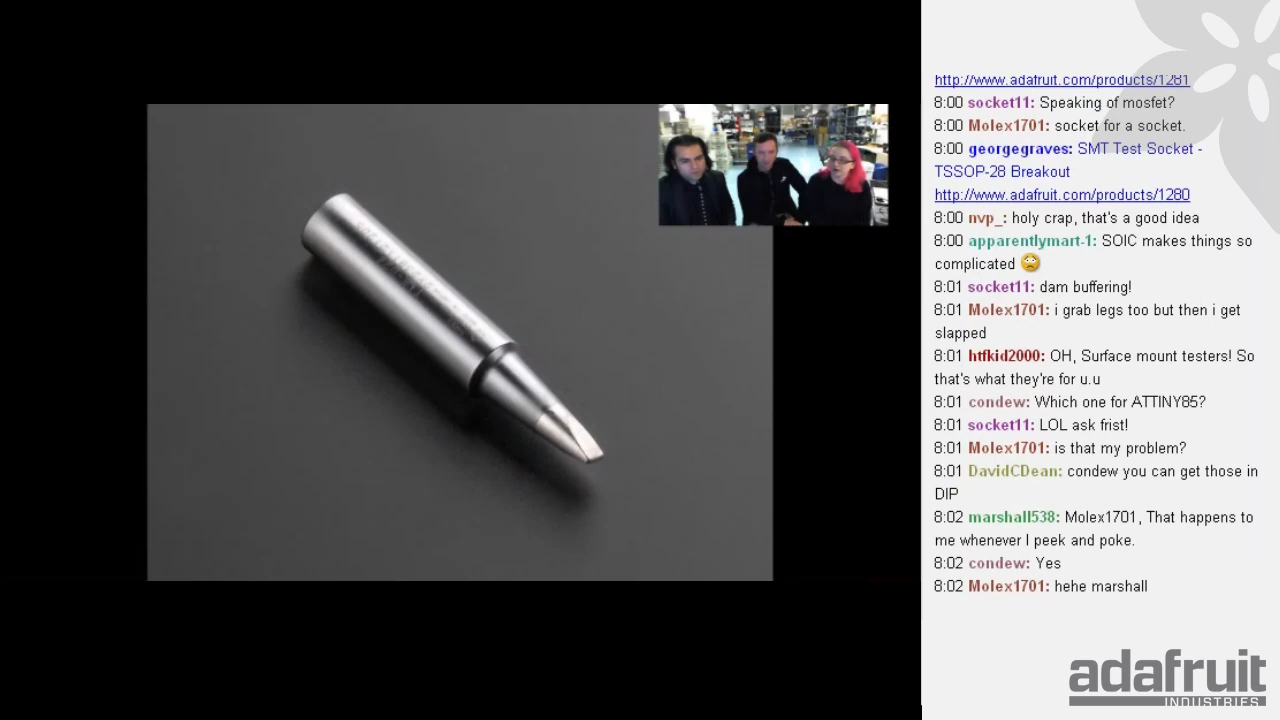 http://www.adafruit.com/products/1281
8:00 socket11: Speaking of mosfet?
8:00 Molex1701: socket for a socket.
8:00 georgegraves: SMT Test Socket -
TSSOP-28 Breakout
http://www.adafruit.com/products/1280
8:00 nvp_: holy crap, that's a good idea
8:00 apparentlymart-1: SOIC makes things so
complicated
8:01 socket11: dam buffering!
8:01 Molex1701: i grab legs too but then i get
slapped
8:01 htfkid2000: OH, Surface mount testers! So
that's what they're for u.u
8:01 condew: Which one for ATTINY85?
8:01 socket11: LOL ask frist!
8:01 Molex1701: is that my problem?
8:01 DavidCDean: condew you can get those in
DIP
8:02 marshall538: Molex1701, That happens to
me whenever I peek and poke.
8:02 condew: Yes
8:02 Molex1701: hehe marshall
adafruit
INDUSTRIES